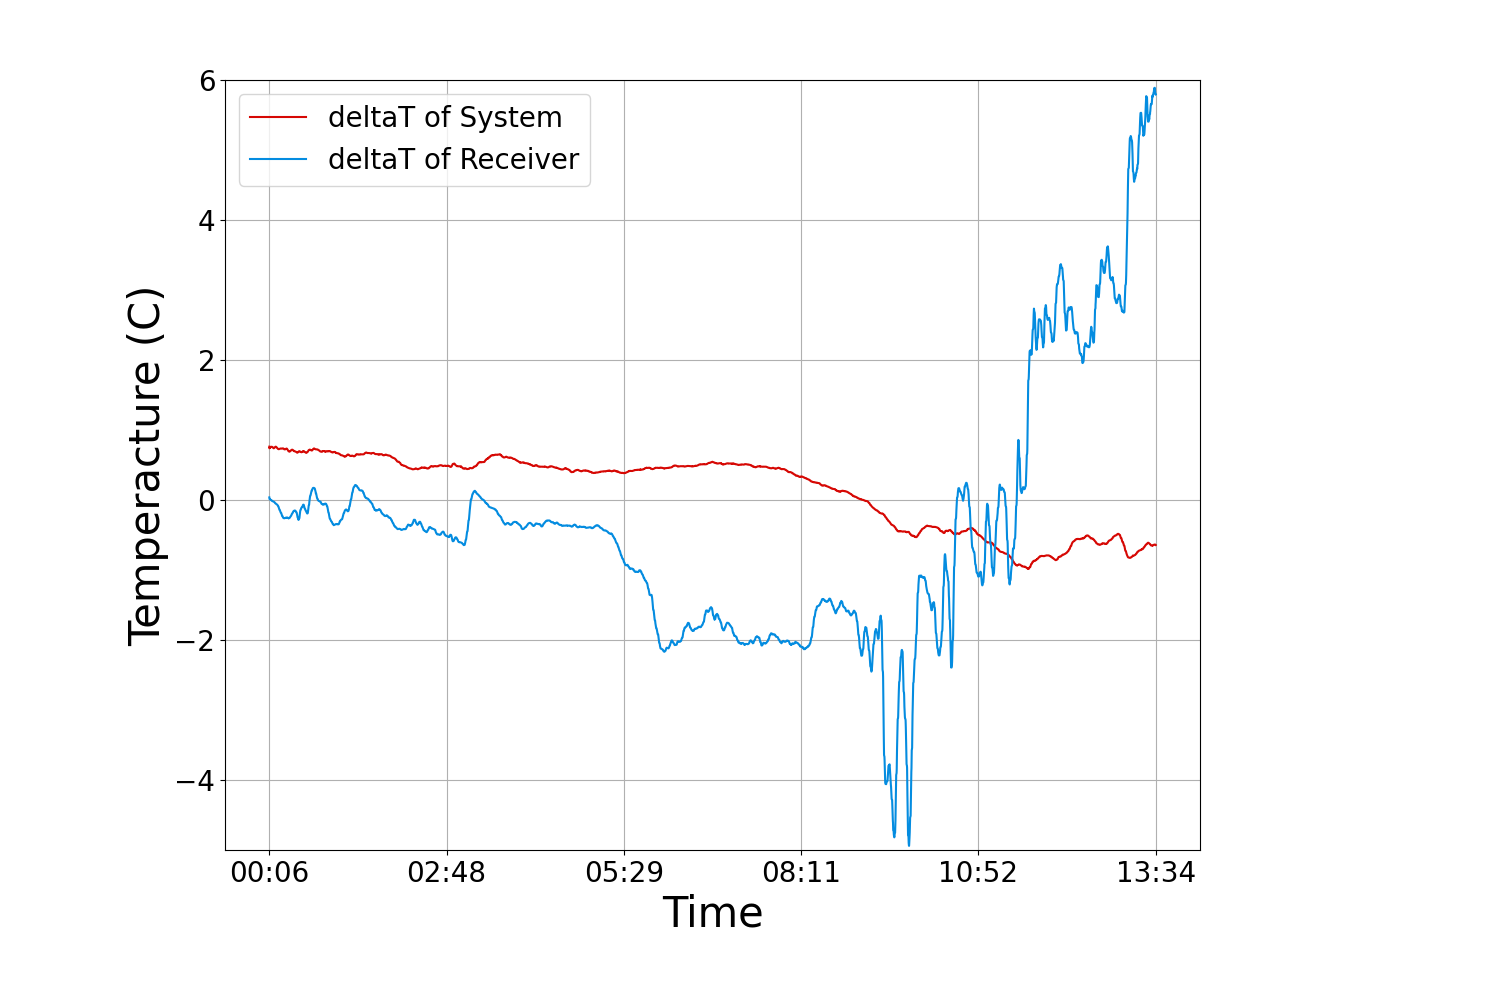 deltaT of System
deltaT of Receiver
6
4
2
0
−2
−4
Temperacture (C)
00:06 02:48 05:29 08:11 10:52 13:34
Time